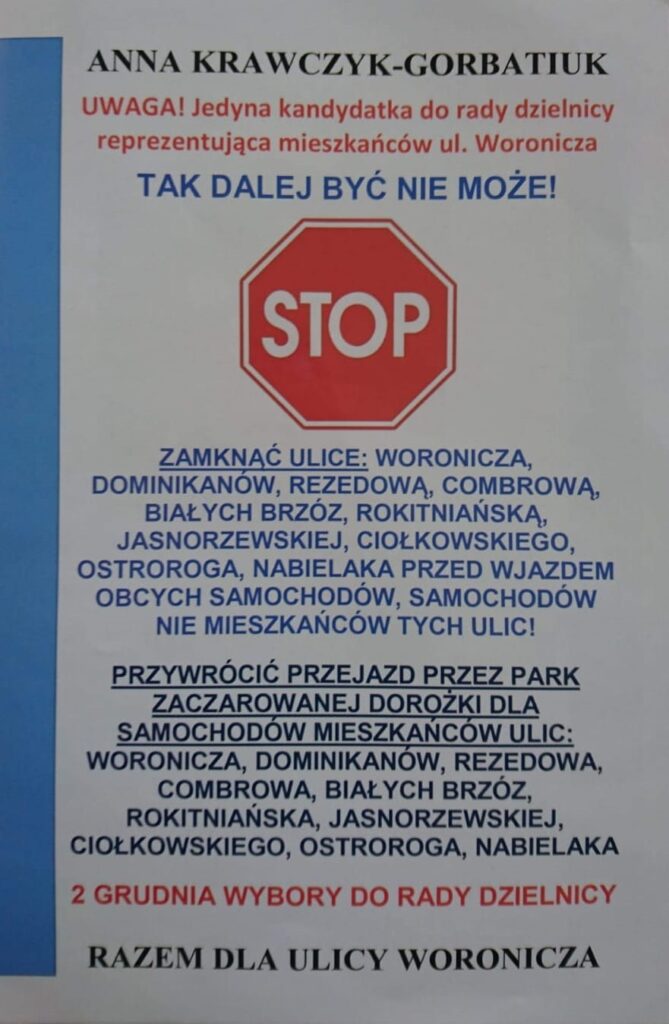 ANNA KRAWCZYK-GORBATIUK
UWAGA! Jedyna kandydatka do rady dzielnicy
reprezentująca mieszkańców ul. Woronicza
TAK DALEJ BYĆ NIE MOŻE!
STOP
ZAMKNĄĆ ULICE: WORONICZA,
DOMINIKANÓW, REZEDOWĄ, COMBROWĄ,
BIAŁYCH BRZÓZ, ROKITNIAŃSKĄ,
JASNORZEWSKIEJ, CIOŁKOWSKIEGO,
OSTROROGA, NABIELAKA PRZED WJAZDEM
OBCYCH SAMOCHODÓW, SAMOCHODÓW
NIE MIESZKAŃCÓW TYCH ULIC!
PRZYWRÓCIĆ PRZEJAZD PRZEZ PARK
ZACZAROWANEJ DOROŻKI DLA
SAMOCHODÓW MIESZKAŃCÓW ULIC:
WORONICZA, DOMINIKANÓW, REZEDOWA,
COMBROWA, BIAŁYCH BRZÓZ,
ROKITNIAŃSKA, JASNORZEWSKIEJ,
CIOŁKOWSKIEGO, OSTROROGA, NABIELAKA
2 GRUDNIA WYBORY DO RADY DZIELNICY
RAZEM DLA ULICY WORONICZA